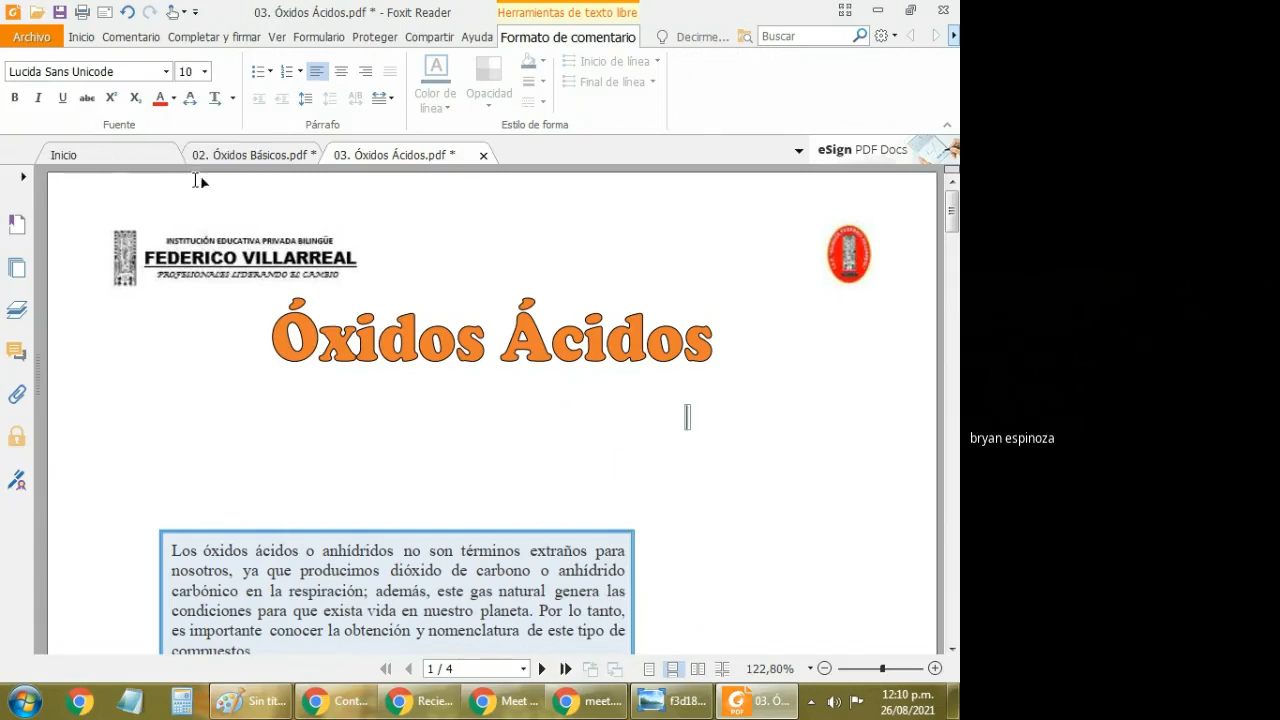 03. Óxidos Ácidos.pdf * - Foxit Reader
Herramientas de texto libre
Archivo Inicio Comentario Completar y firmar Ver Formulario Proteger Compartir Ayuda Formato de comentario Decirme... Buscar
Lucida Sans Unicode 10
Color de línea
Opacidad
Inicio de línea
Final de línea
Fuente Párrafo Estilo de forma
Inicio 02. Oxidos Básicos.pdf * 03. Óxidos Ácidos.pdf * eSign PDF Docs
INSTITUCIÓN EDUCATIVA PRIVADA BILINGÜE
FEDERICO VILLARREAL
PROFESIONALES LIDERANDO EL CAMBIO
Óxidos Ácidos
bryan espinoza
Los óxidos ácidos o anhídridos no son términos extraños para
nosotros, ya que producimos dióxido de carbono o anhídrido
carbónico en la respiración; además, este gas natural genera las
condiciones para que exista vida en nuestro planeta. Por lo tanto,
es importante conocer la obtención y nomenclatura de este tipo de
compuestos
1 / 4
122,80%
Sin tít... Cont... Recie... Meet ... meet.... f3d18... 03. Ó...
12:10 p.m.
26/08/2021